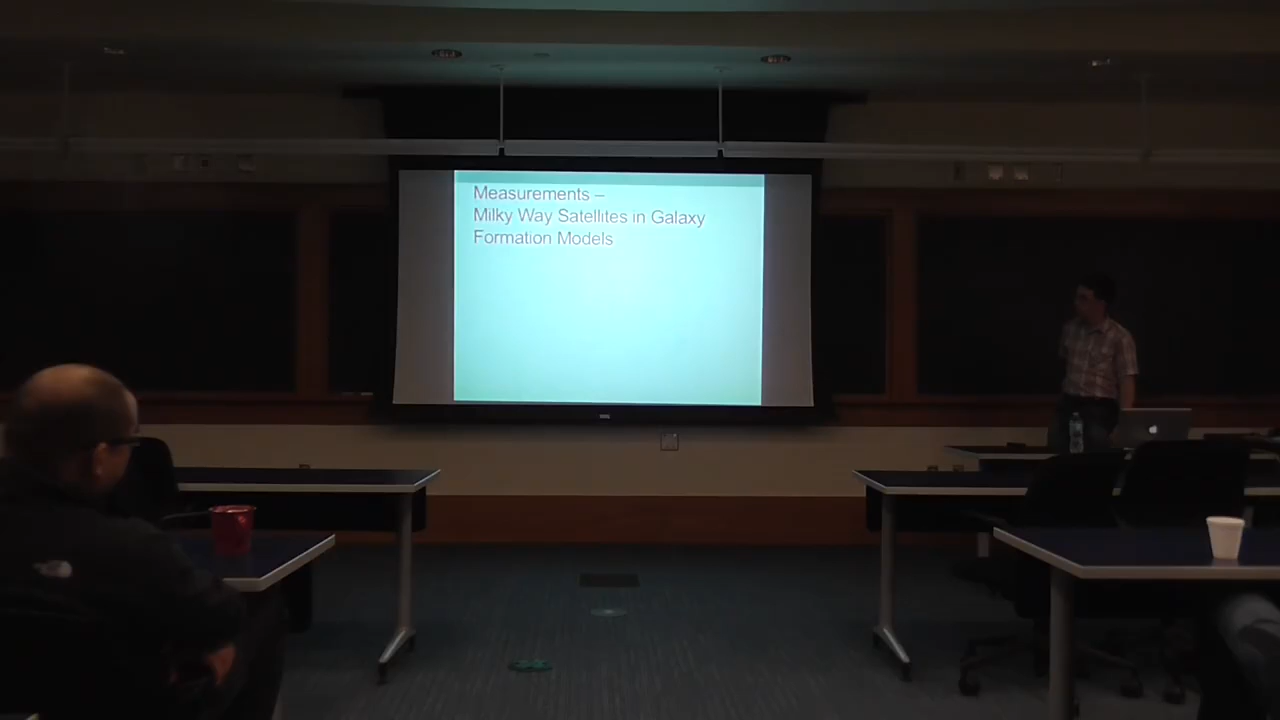 Measurements –
Milky Way Satellites in Galaxy
Formation Models